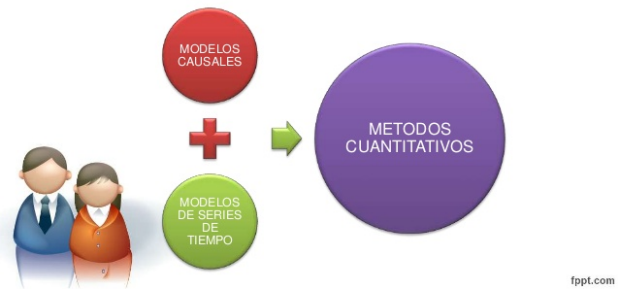 MODELOS
CAUSALES
METODOS
CUANTITATIVOS
MODELOS
DE SERIES
DE
TIEMPO
fppt.com